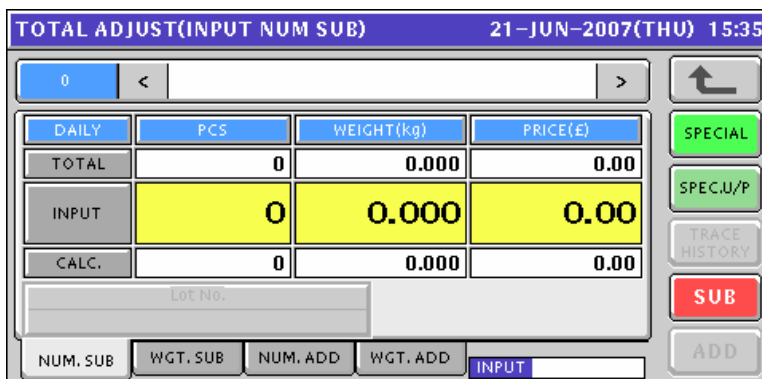 TOTAL ADJUST(INPUT NUM SUB) 21-JUN-2007(THU) 15:35
0 < >
DAILY PCS WEIGHT(kg) PRICE(£)
SPECIAL
TOTAL 0 0.000 0.00
SPEC.U/P
INPUT 0 0.000 0.00
TRACE
HISTORY
CALC. 0 0.000 0.00
Lot No.
SUB
NUM. SUB WGT. SUB NUM. ADD WGT. ADD INPUT
ADD